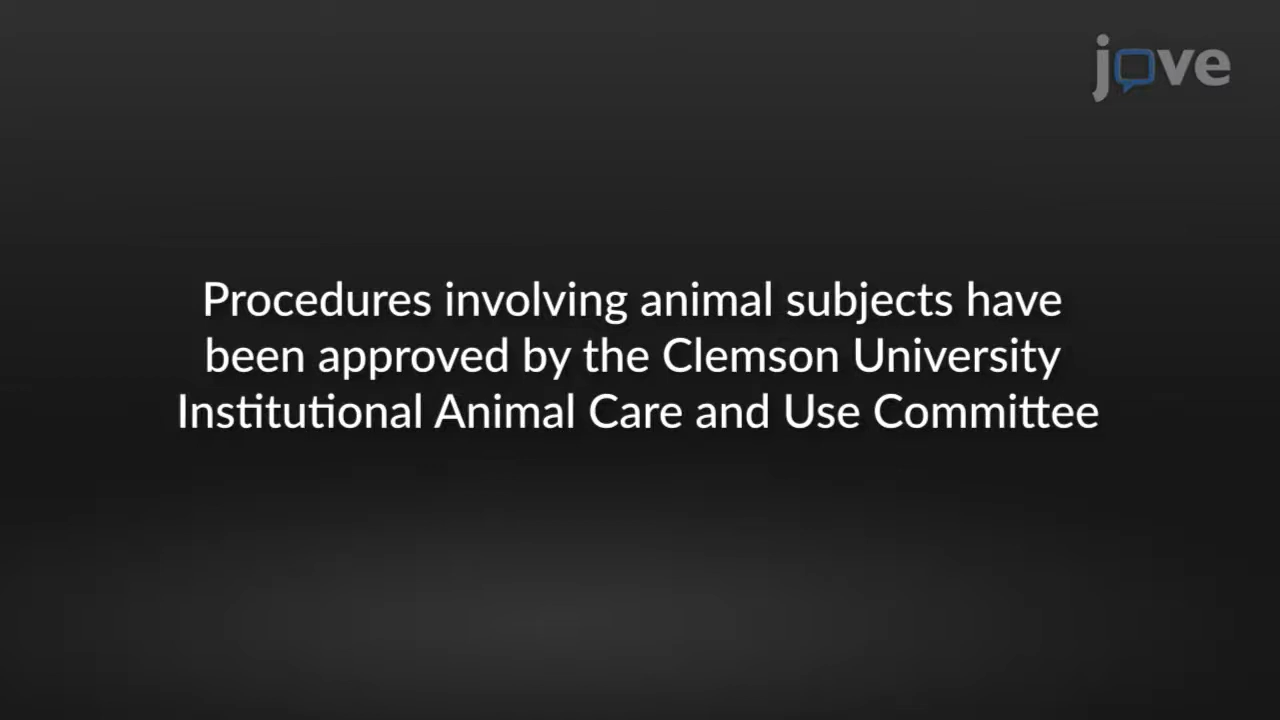 jove
Procedures involving animal subjects have
been approved by the Clemson University
Institutional Animal Care and Use Committee